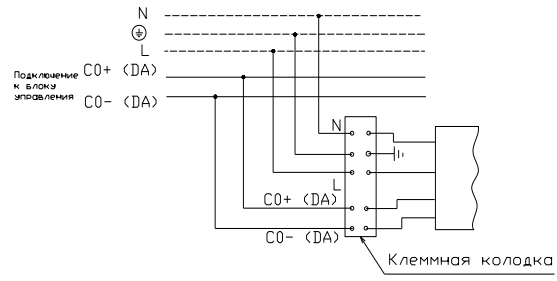 N
L
CO+ (DA)
Подключение
к блоку
управления
CO- (DA)
N
L
CO+ (DA)
CO- (DA)
Клеммная колодка